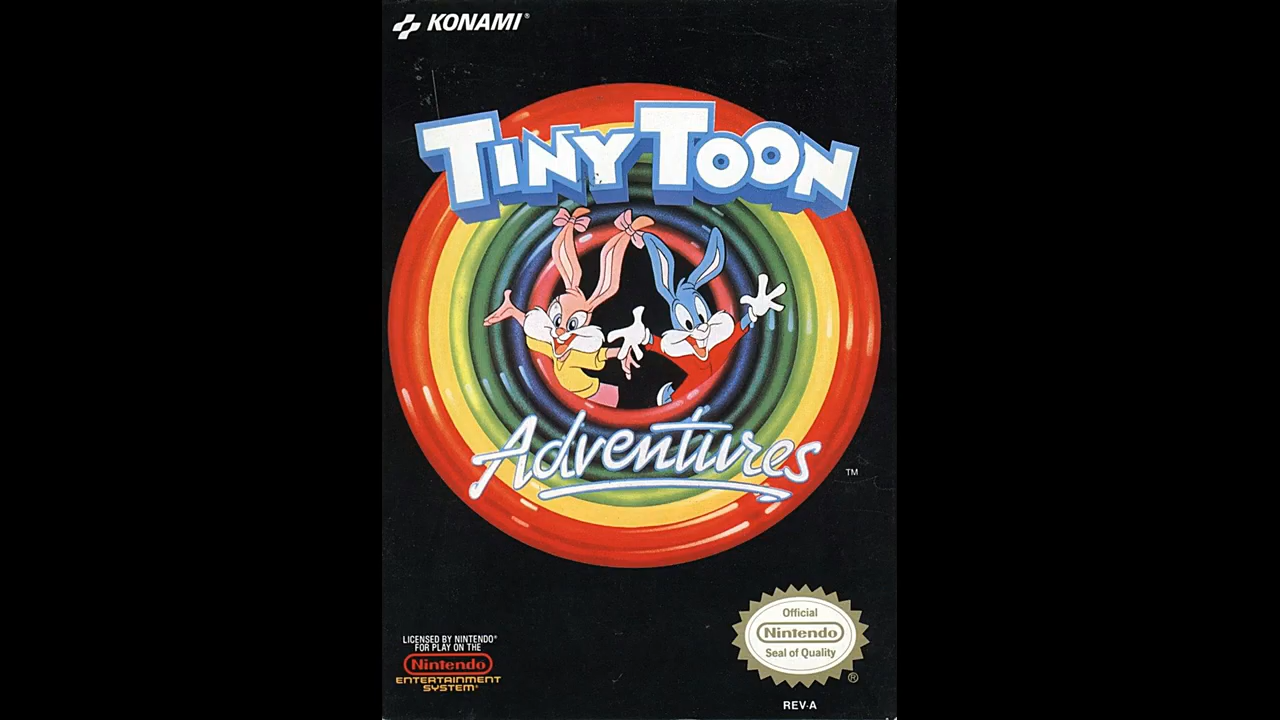 KONAMI®
TINY TOON
Adventures
TM
LICENSED BY NINTENDO®
FOR PLAY ON THE
Nintendo
ENTERTAINMENT
SYSTEM®
Official
Nintendo
Seal of Quality
®
REV-A